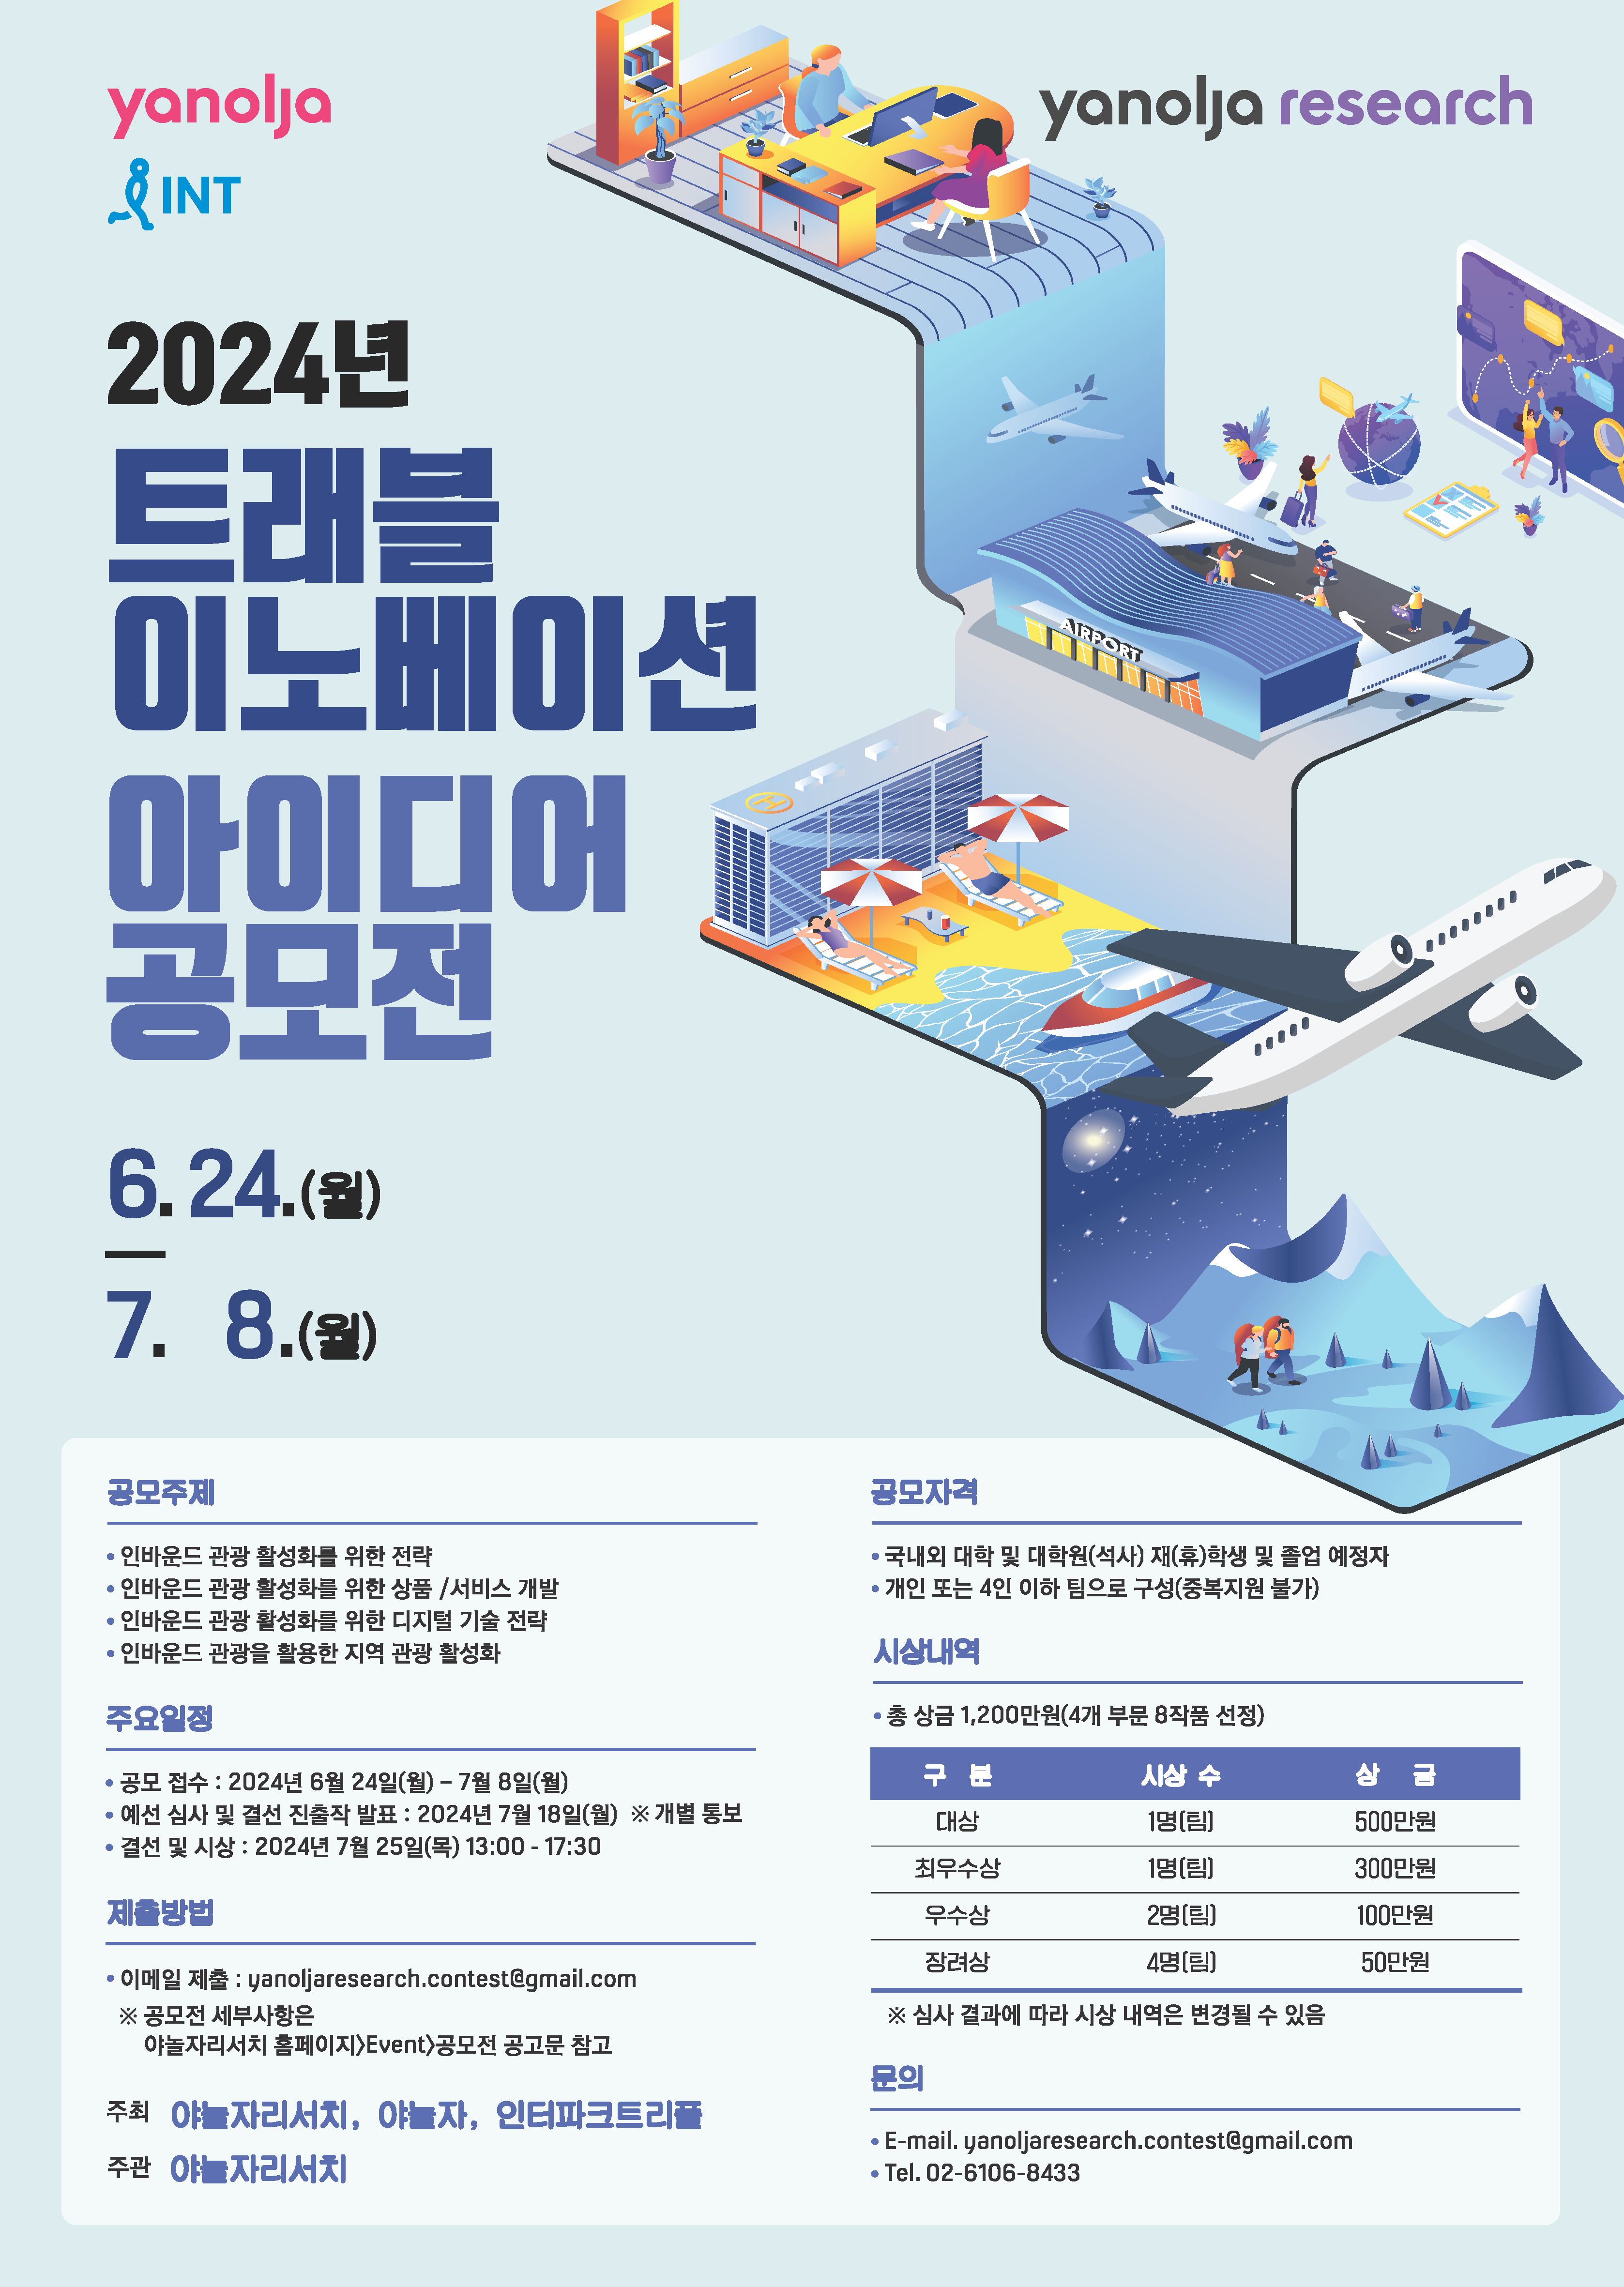 yanolja
INT
yanolja research
2024년
트래블
이노베이션
아이디어
공모전
6. 24.(월)
—
7. 8.(월)
AIRPORT
H
공모주제
• 인바운드 관광 활성화를 위한 전략
• 인바운드 관광 활성화를 위한 상품 /서비스 개발
• 인바운드 관광 활성화를 위한 디지털 기술 전략
• 인바운드 관광을 활용한 지역 관광 활성화
주요일정
• 공모 접수 : 2024년 6월 24일(월) – 7월 8일(월)
• 예선 심사 및 결선 진출작 발표 : 2024년 7월 18일(월) ※ 개별 통보
• 결선 및 시상 : 2024년 7월 25일(목) 13:00 - 17:30
제출방법
• 이메일 제출 : yanoljaresearch.contest@gmail.com
※ 공모전 세부사항은
야놀자리서치 홈페이지>Event>공모전 공고문 참고
주최 야놀자리서치, 야놀자, 인터파크트리플
주관 야놀자리서치
공모자격
• 국내외 대학 및 대학원(석사) 재(휴)학생 및 졸업 예정자
• 개인 또는 4인 이하 팀으로 구성(중복지원 불가)
시상내역
• 총 상금 1,200만원(4개 부문 8작품 선정)
구 분 시상 수 상 금
대상 1명(팀) 500만원
최우수상 1명(팀) 300만원
우수상 2명(팀) 100만원
장려상 4명(팀) 50만원
※ 심사 결과에 따라 시상 내역은 변경될 수 있음
문의
• E-mail. yanoljaresearch.contest@gmail.com
• Tel. 02-6106-8433